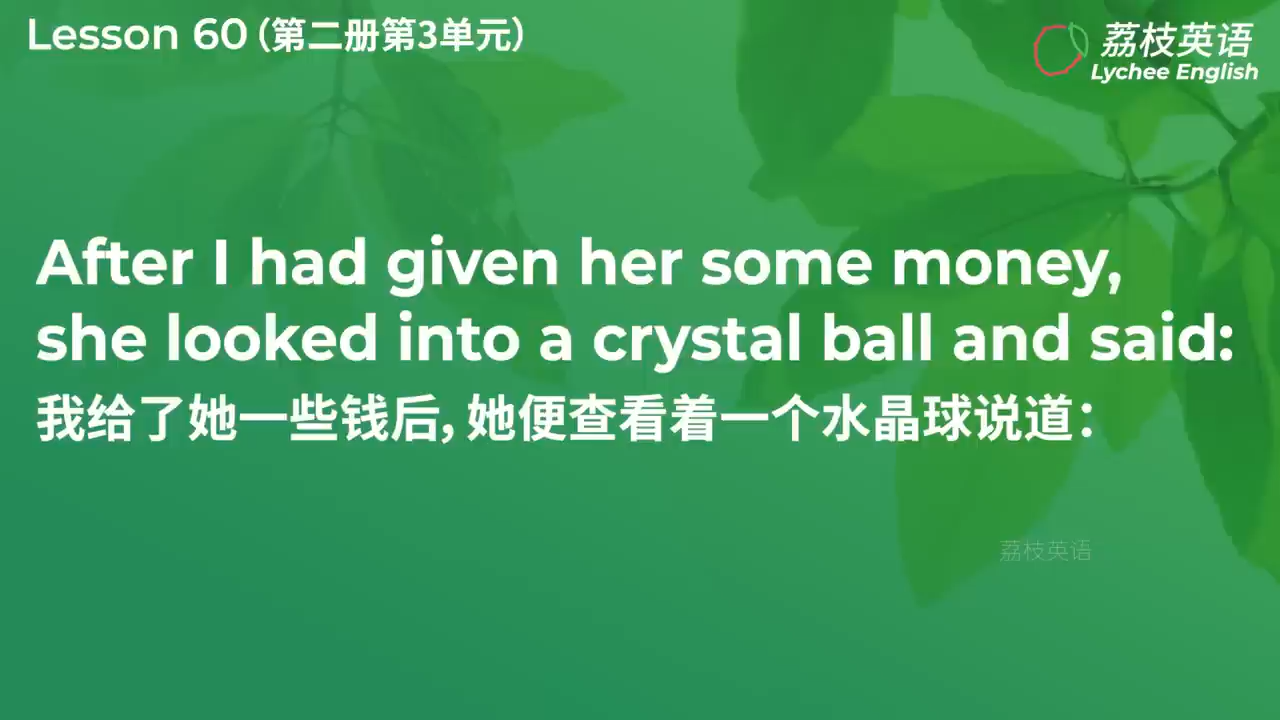 Lesson 60 (第二册第3单元)
荔枝英语
Lychee English
After I had given her some money,
she looked into a crystal ball and said:
我给了她一些钱后, 她便查看着一个水晶球说道:
荔枝英语